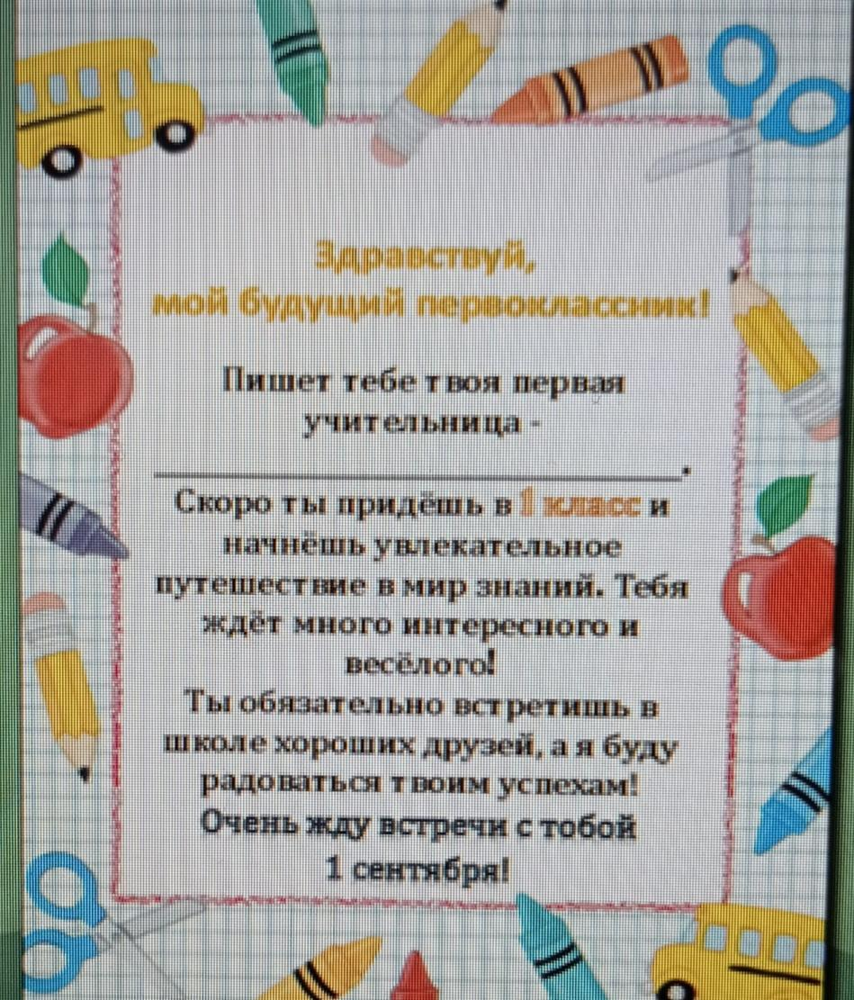 Здравствуй,
мой будущий первоклассник!
Пишет тебе твоя первая
учительница -
.
Скоро ты придёшь в 1 класс и
начнёшь увлекательное
путешествие в мир знаний. Тебя
ждёт много интересного и
весёлого!
Ты обязательно встретишь в
школе хороших друзей, а я буду
радоваться твоим успехам!
Очень жду встречи с тобой
1 сентября!